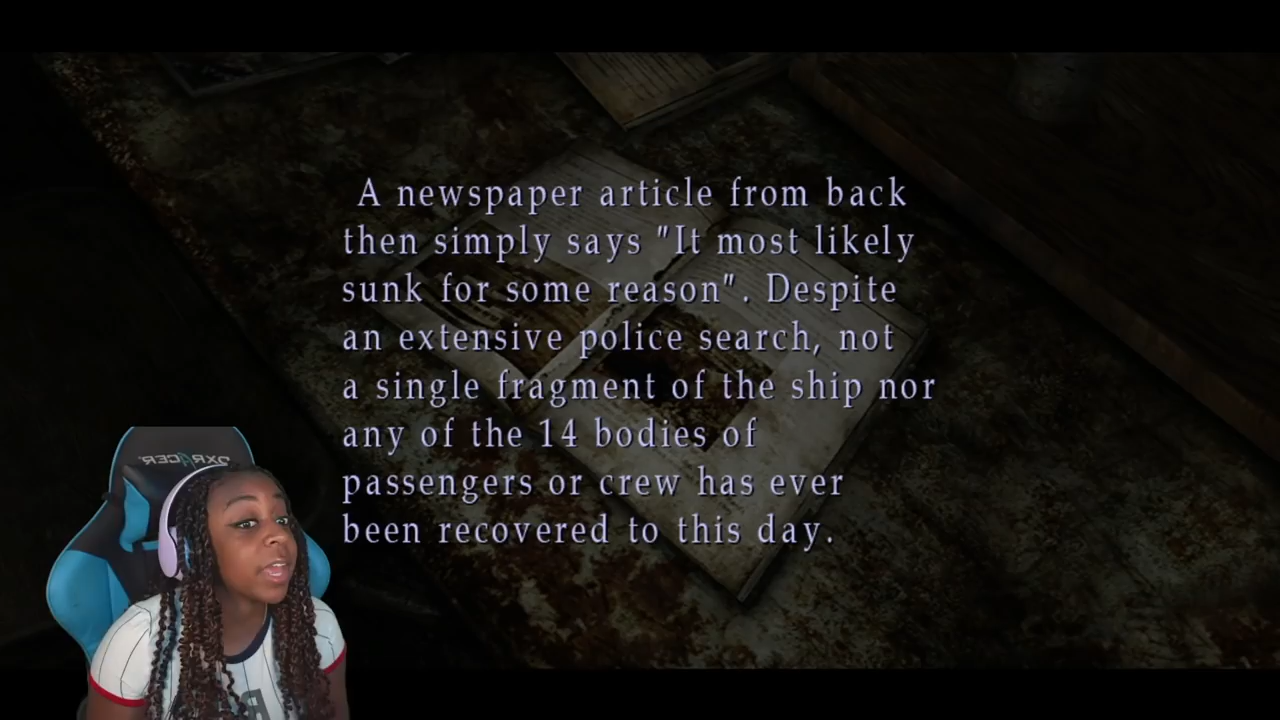 A newspaper article from back
then simply says "It most likely
sunk for some reason". Despite
an extensive police search, not
a single fragment of the ship nor
any of the 14 bodies of
passengers or crew has ever
been recovered to this day.
DXRACER